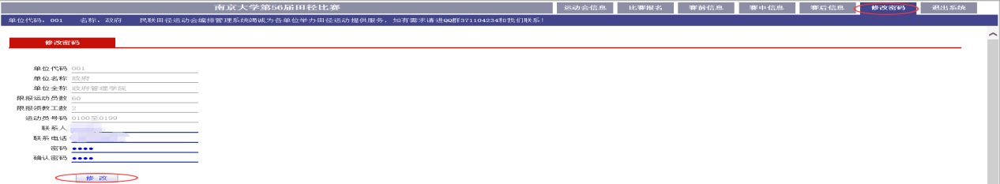 南京大学第56届田径比赛 运动会信息 比赛报名 赛前信息 赛中信息 赛后信息 修改密码 退出系统
单位代码：001 名称：政府 民联田径运动会编排管理系统竭诚为各单位举办田径运动提供服务，如有需求请进QQ群371104234和我们联系！
修改密码
单位代码 001
单位名称 政府
单位全称 政府管理学院
限报运动员数 60
限报领教工数 2
运动员号码 0100至0199
联系人
联系电话
密码 ●●●●
确认密码 ●●●●
修 改